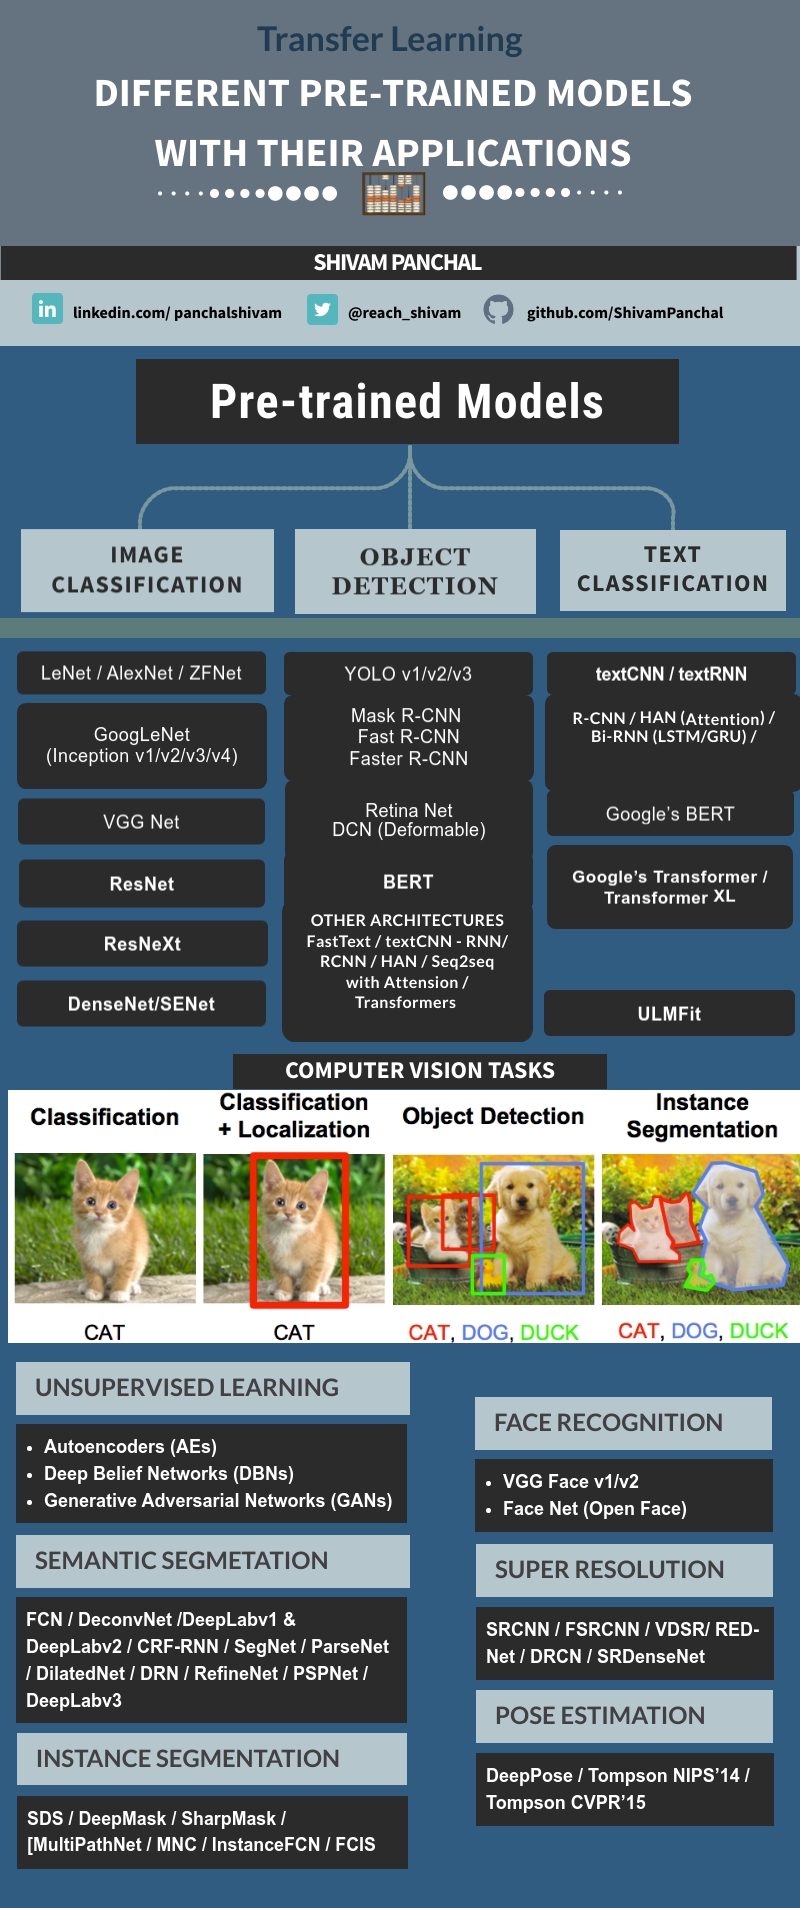 Transfer Learning
DIFFERENT PRE-TRAINED MODELS
WITH THEIR APPLICATIONS
SHIVAM PANCHAL
linkedin.com/ panchalshivam
@reach_shivam
github.com/ShivamPanchal
Pre-trained Models
IMAGE
CLASSIFICATION
LeNet / AlexNet / ZFNet
GoogLeNet
(Inception v1/v2/v3/v4)
VGG Net
ResNet
ResNeXt
DenseNet/SENet
OBJECT
DETECTION
YOLO v1/v2/v3
Mask R-CNN
Fast R-CNN
Faster R-CNN
Retina Net
DCN (Deformable)
BERT
OTHER ARCHITECTURES
FastText / textCNN - RNN/
RCNN / HAN / Seq2seq
with Attension /
Transformers
TEXT
CLASSIFICATION
textCNN / textRNN
R-CNN / HAN (Attention) /
Bi-RNN (LSTM/GRU) /
Google's BERT
Google's Transformer /
Transformer XL
ULMFit
COMPUTER VISION TASKS
Classification
CAT
Classification
+ Localization
CAT
Object Detection
CAT, DOG, DUCK
Instance
Segmentation
CAT, DOG, DUCK
UNSUPERVISED LEARNING
• Autoencoders (AEs)
• Deep Belief Networks (DBNs)
• Generative Adversarial Networks (GANs)
SEMANTIC SEGMETATION
FCN / DeconvNet /DeepLabv1 &
DeepLabv2 / CRF-RNN / SegNet / ParseNet
/ DilatedNet / DRN / RefineNet / PSPNet /
DeepLabv3
INSTANCE SEGMENTATION
SDS / DeepMask / SharpMask /
[MultiPathNet / MNC / InstanceFCN / FCIS
FACE RECOGNITION
• VGG Face v1/v2
• Face Net (Open Face)
SUPER RESOLUTION
SRCNN / FSRCNN / VDSR/ RED-
Net / DRCN / SRDenseNet
POSE ESTIMATION
DeepPose / Tompson NIPS'14 /
Tompson CVPR'15